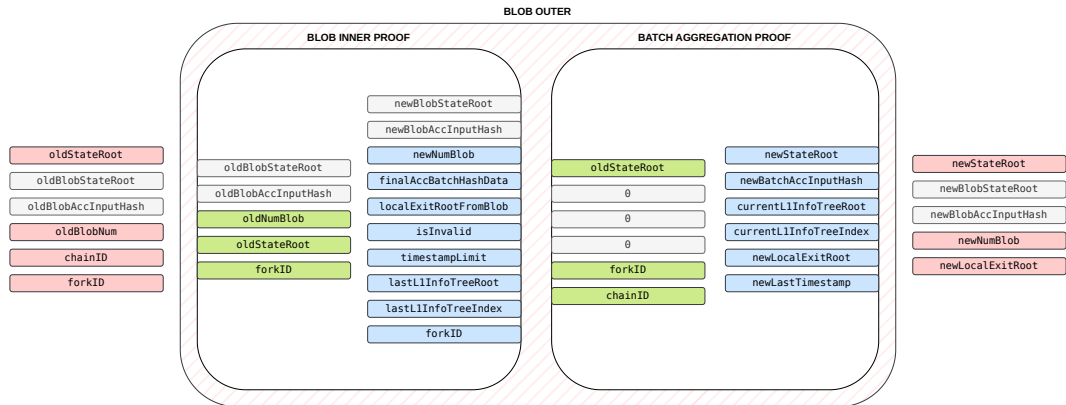 BLOB OUTER
BLOB INNER PROOF
BATCH AGGREGATION PROOF
oldStateRoot
oldBlobStateRoot
oldBlobAccInputHash
oldBlobNum
chainID
forkID
oldBlobStateRoot
oldBlobAccInputHash
oldNumBlob
oldStateRoot
forkID
newBlobStateRoot
newBlobAccInputHash
newNumBlob
finalAccBatchHashData
localExitRootFromBlob
isInvalid
timestampLimit
lastL1InfoTreeRoot
lastL1InfoTreeIndex
forkID
oldStateRoot
0
0
0
forkID
chainID
newStateRoot
newBatchAccInputHash
currentL1InfoTreeRoot
currentL1InfoTreeIndex
newLocalExitRoot
newLastTimestamp
newStateRoot
newBlobStateRoot
newBlobAccInputHash
newNumBlob
newLocalExitRoot